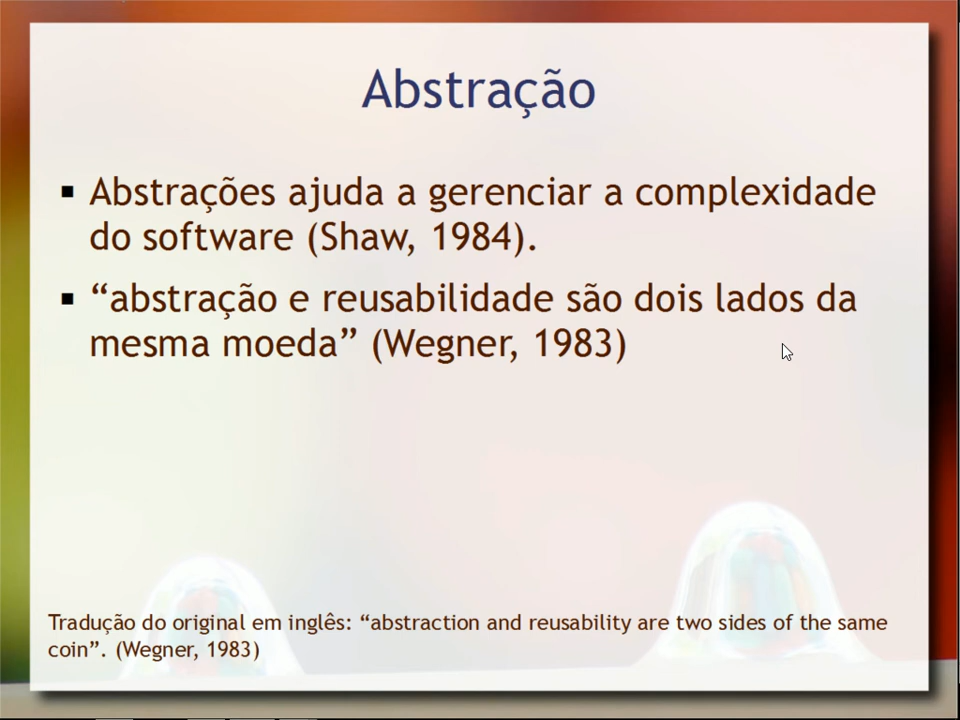 Abstração
▪ Abstrações ajuda a gerenciar a complexidade
do software (Shaw, 1984).
▪ “abstração e reusabilidade são dois lados da
mesma moeda” (Wegner, 1983)
Tradução do original em inglês: “abstraction and reusability are two sides of the same
coin”. (Wegner, 1983)